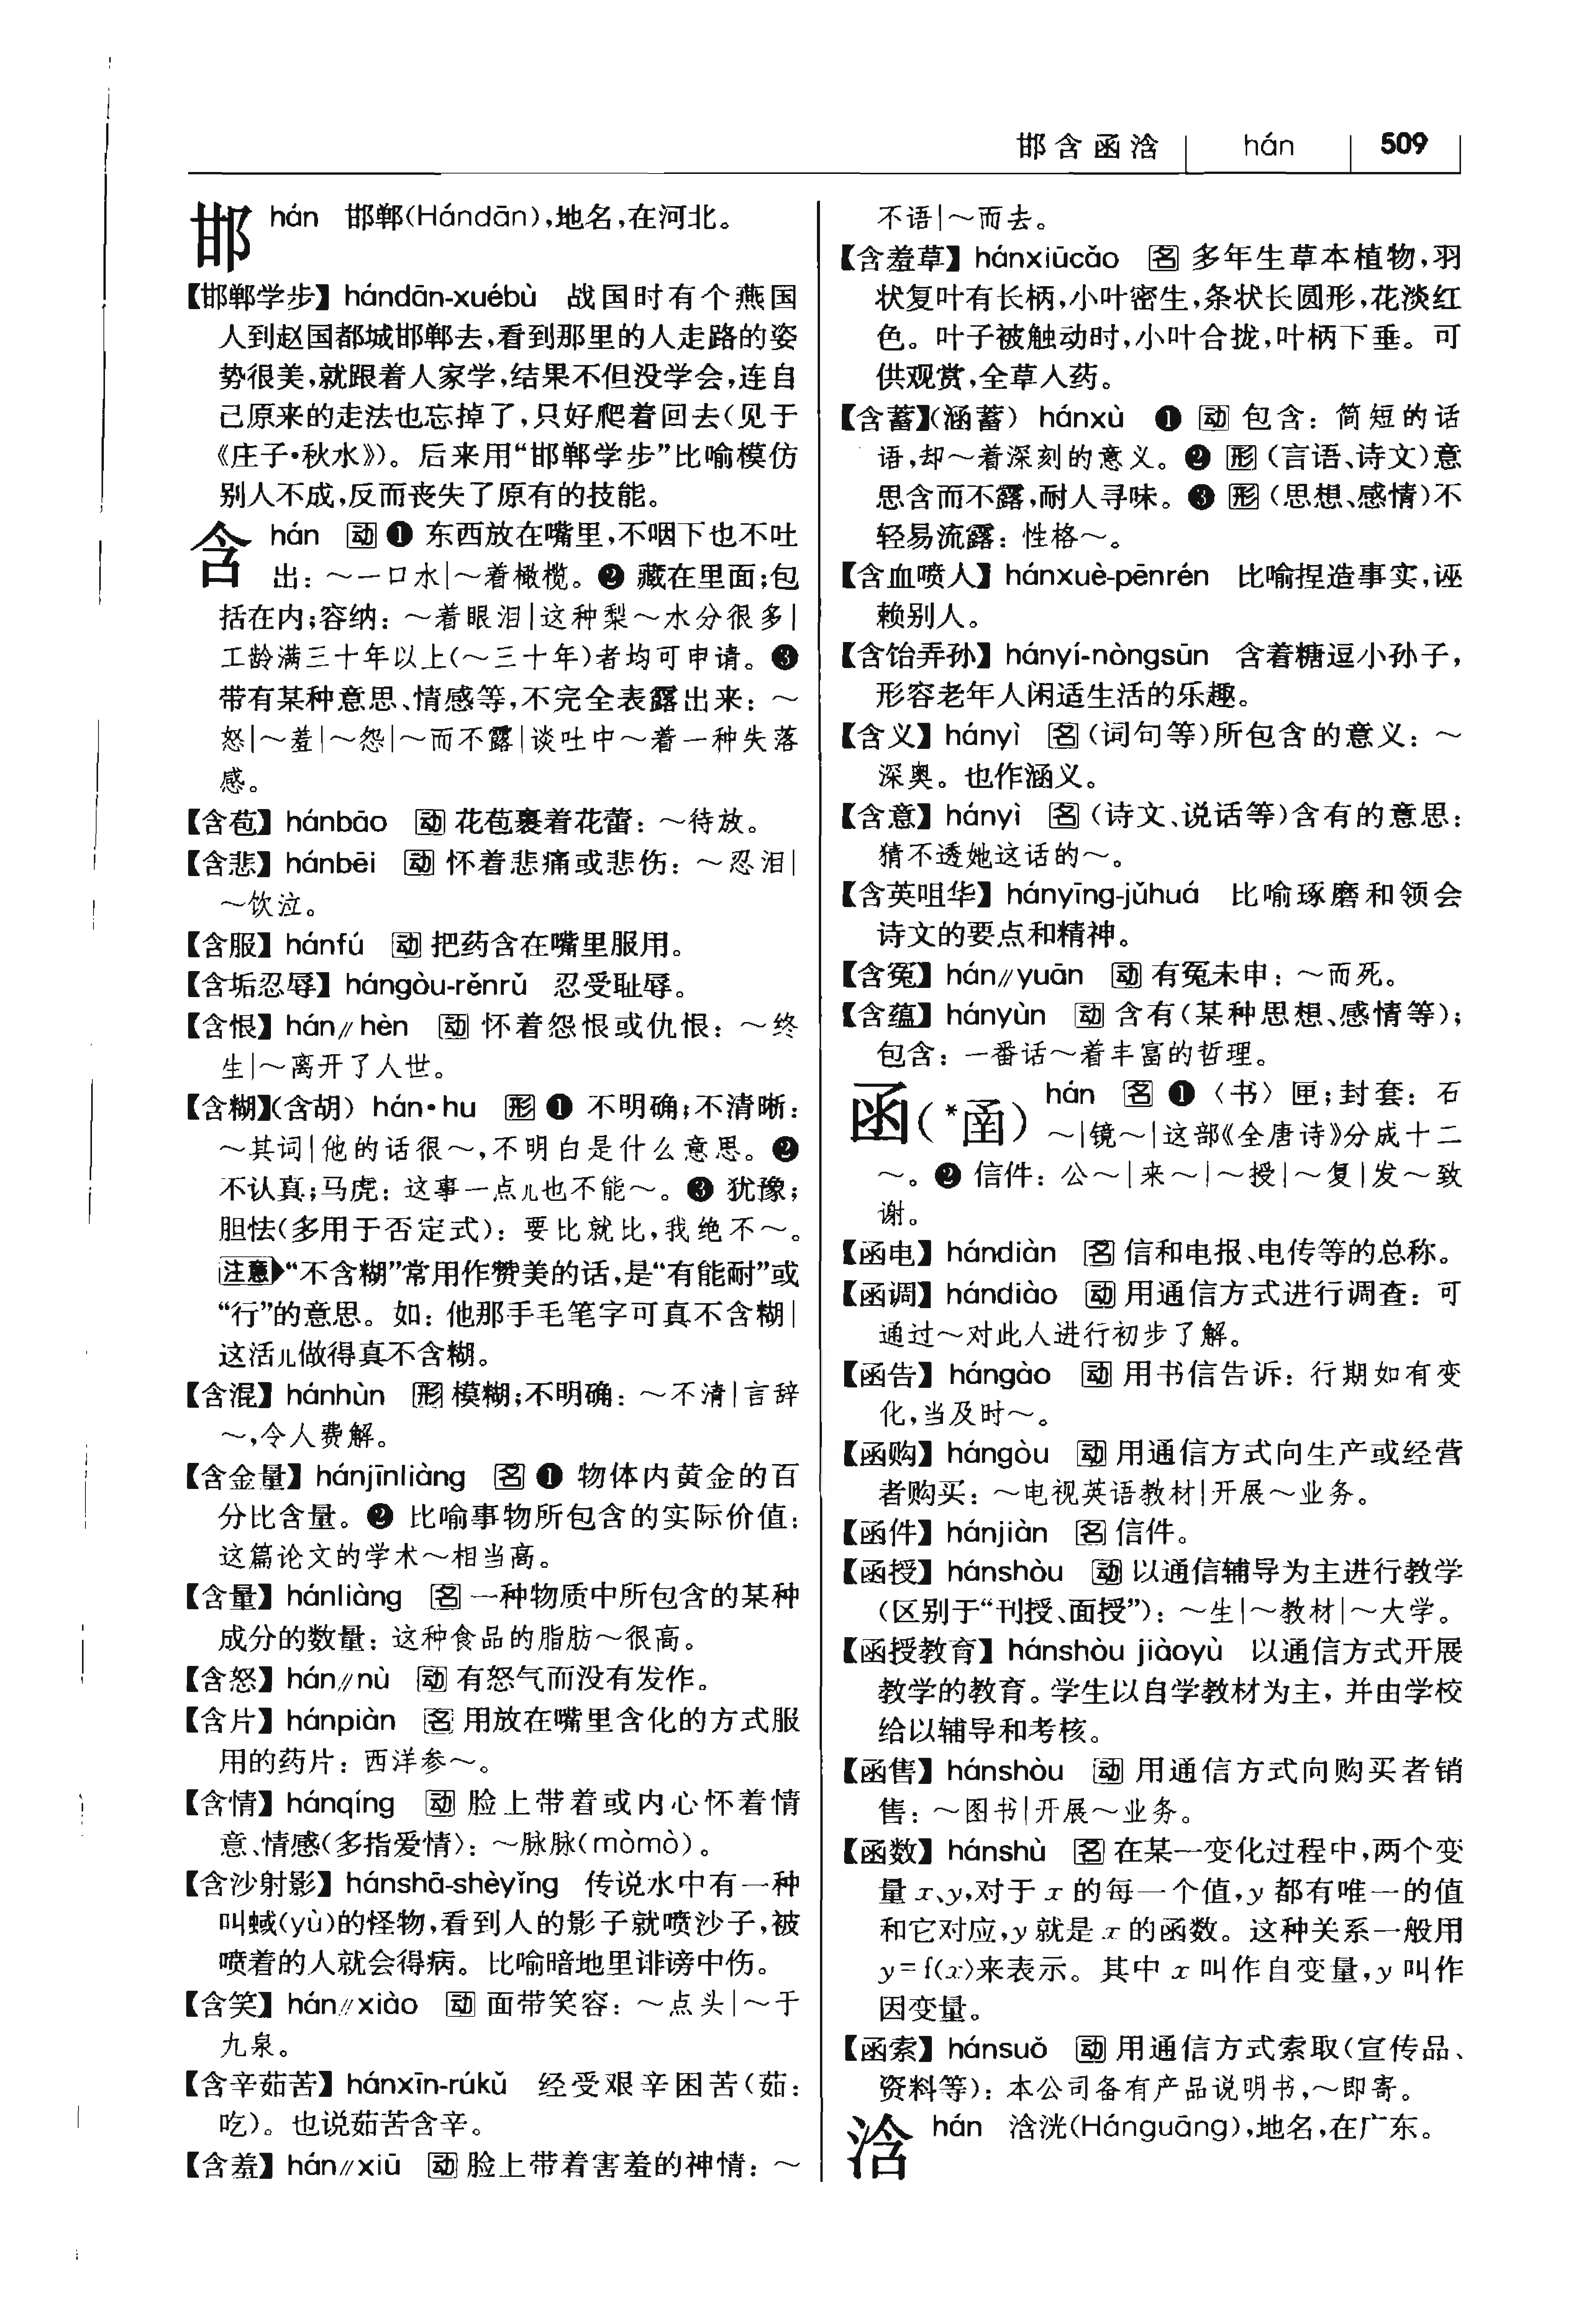 邯含函浛 hán 509
邯 hán 邯郸(Hándān),地名,在河北。
【邯郸学步】hándān-xuébù 战国时有个燕国
人到赵国都城邯郸去,看到那里的人走路的姿
势很美,就跟着人家学,结果不但没学会,连自
己原来的走法也忘掉了,只好爬着回去(见于
《庄子·秋水》)。后来用“邯郸学步”比喻模仿
别人不成,反而丧失了原有的技能。
含 hán 动 ❶ 东西放在嘴里,不咽下也不吐
出:～一口水|～着橄榄。❷ 藏在里面;包
括在内;容纳:～着眼泪|这种梨～水分很多|
工龄满三十年以上(～三十年)者均可申请。❸
带有某种意思、情感等,不完全表露出来:～
怒|～羞|～怨|～而不露|谈吐中～着一种失落
感。
【含苞】hánbāo 动 花苞裹着花蕾:～待放。
【含悲】hánbēi 动 怀着悲痛或悲伤:～忍泪|
～饮泣。
【含服】hánfú 动 把药含在嘴里服用。
【含垢忍辱】hángòu-rěnrǔ 忍受耻辱。
【含恨】hán∥hèn 动 怀着怨恨或仇恨:～终
生|～离开了人世。
【含糊】(含胡) hán·hu 形 ❶ 不明确;不清晰:
～其词|他的话很～,不明白是什么意思。❷
不认真;马虎:这事一点儿也不能～。❸ 犹豫;
胆怯(多用于否定式):要比就比,我绝不～。
注意“不含糊”常用作赞美的话,是“有能耐”或
“行”的意思。如:他那手毛笔字可真不含糊|
这活儿做得真不含糊。
【含混】hánhùn 形 模糊;不明确:～不清|言辞
～,令人费解。
【含金量】hánjīnliàng 名 ❶ 物体内黄金的百
分比含量。❷ 比喻事物所包含的实际价值:
这篇论文的学术～相当高。
【含量】hánliàng 名 一种物质中所包含的某种
成分的数量:这种食品的脂肪～很高。
【含怒】hán∥nù 动 有怒气而没有发作。
【含片】hánpiàn 名 用放在嘴里含化的方式服
用的药片:西洋参～。
【含情】hánqíng 动 脸上带着或内心怀着情
意、情感(多指爱情):～脉脉(mòmò)。
【含沙射影】hánshā-shèyǐng 传说水中有一种
叫蜮(yù)的怪物,看到人的影子就喷沙子,被
喷着的人就会得病。比喻暗地里诽谤中伤。
【含笑】hán∥xiào 动 面带笑容:～点头|～于
九泉。
【含辛茹苦】hánxīn-rúkǔ 经受艰辛困苦(茹:
吃)。也说茹苦含辛。
【含羞】hán∥xiū 动 脸上带着害羞的神情:～
不语|～而去。
【含羞草】hánxiūcǎo 名 多年生草本植物,羽
状复叶有长柄,小叶密生,条状长圆形,花淡红
色。叶子被触动时,小叶合拢,叶柄下垂。可
供观赏,全草入药。
【含蓄】(涵蓄) hánxù ❶ 动 包含:简短的话
语,却～着深刻的意义。❷ 形 (言语、诗文)意
思含而不露,耐人寻味。❸ 形 (思想、感情)不
轻易流露:性格～。
【含血喷人】hánxuè-pēnrén 比喻捏造事实,诬
赖别人。
【含饴弄孙】hányí-nòngsūn 含着糖逗小孙子,
形容老年人闲适生活的乐趣。
【含义】hányì 名 (词句等)所包含的意义:～
深奥。也作涵义。
【含意】hányì 名 (诗文、说话等)含有的意思:
猜不透她这话的～。
【含英咀华】hányīng-jǔhuá 比喻琢磨和领会
诗文的要点和精神。
【含冤】hán∥yuān 动 有冤未申:～而死。
【含蕴】hányùn 动 含有(某种思想、感情等);
包含:一番话～着丰富的哲理。
函(*圅) hán 名 ❶〈书〉匣;封套:石
～|镜～|这部《全唐诗》分成十二
～。❷ 信件:公～|来～|～授|～复|发～致
谢。
【函电】hándiàn 名 信和电报、电传等的总称。
【函调】hándiào 动 用通信方式进行调查:可
通过～对此人进行初步了解。
【函告】hángào 动 用书信告诉:行期如有变
化,当及时～。
【函购】hángòu 动 用通信方式向生产或经营
者购买:～电视英语教材|开展～业务。
【函件】hánjiàn 名 信件。
【函授】hánshòu 动 以通信辅导为主进行教学
(区别于“刊授、面授”):～生|～教材|～大学。
【函授教育】hánshòu jiàoyù 以通信方式开展
教学的教育。学生以自学教材为主,并由学校
给以辅导和考核。
【函售】hánshòu 动 用通信方式向购买者销
售:～图书|开展～业务。
【函数】hánshù 名 在某一变化过程中,两个变
量x、y,对于x的每一个值,y都有唯一的值
和它对应,y就是x的函数。这种关系一般用
y=f(x)来表示。其中x叫作自变量,y叫作
因变量。
【函索】hánsuǒ 动 用通信方式索取(宣传品、
资料等):本公司备有产品说明书,～即寄。
浛 hán 浛洸(Hánguāng),地名,在广东。